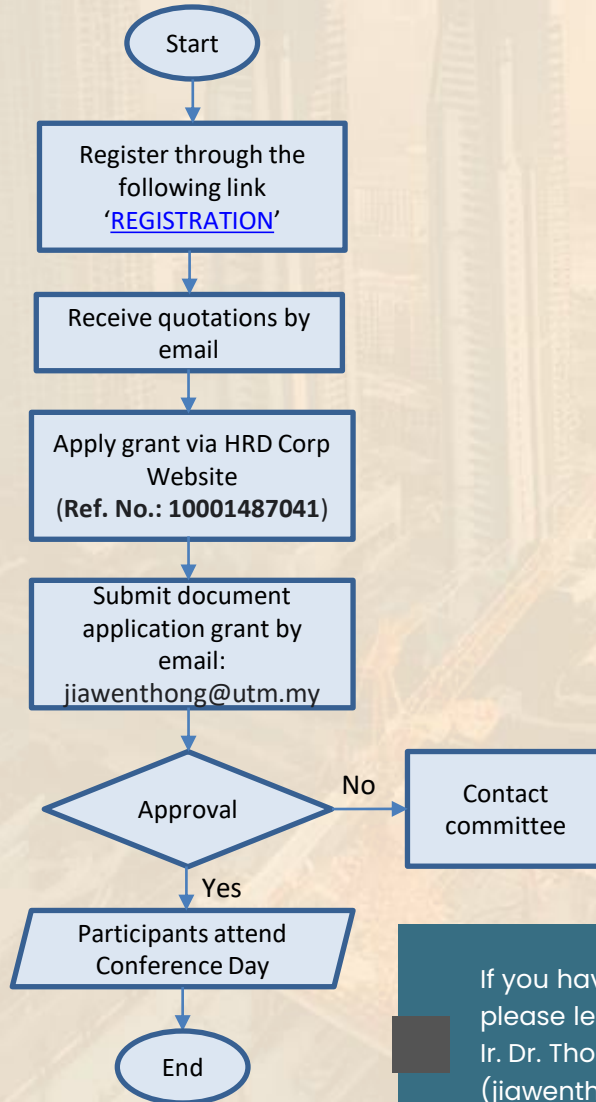 Start
Register through the
following link
‘REGISTRATION’
Receive quotations by
email
Apply grant via HRD Corp
Website
(Ref. No.: 10001487041)
Submit document
application grant by
email:
jiawenthong@utm.my
Approval
No
Contact
committee
Yes
Participants attend
Conference Day
End
If you hav
please le
Ir. Dr. Tho
(jiawenth